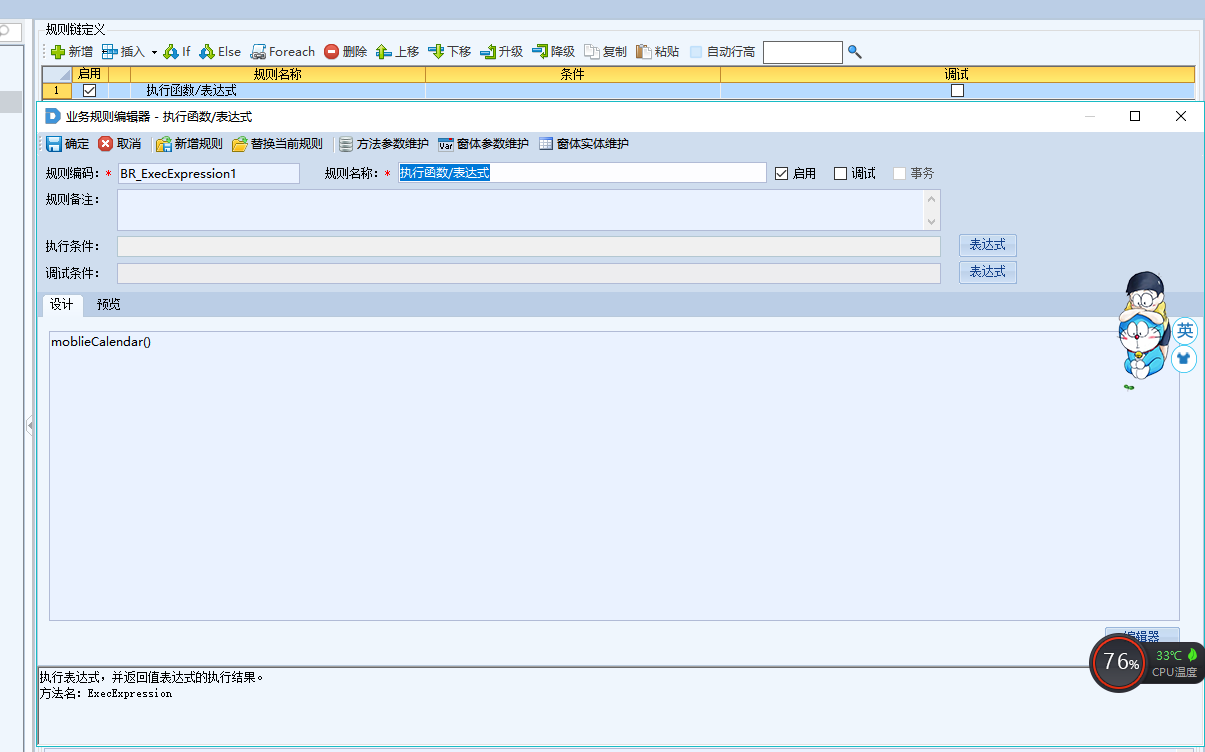 规则链定义
新增 插入 If Else Foreach 删除 上移 下移 升级 降级 复制 粘贴 自动行高
启用 规则名称 条件 调试
1 执行函数/表达式
业务规则编辑器 - 执行函数/表达式
确定 取消 新增规则 替换当前规则 方法参数维护 Var 窗体参数维护 窗体实体维护
规则编码: * BR_ExecExpression1 规则名称: * 执行函数/表达式 启用 调试 事务
规则备注:
执行条件: 表达式
调试条件: 表达式
设计 预览
英
moblieCalendar()
编辑器
76% 33℃
CPU温度
执行表达式，并返回值表达式的执行结果。
方法名: ExecExpression